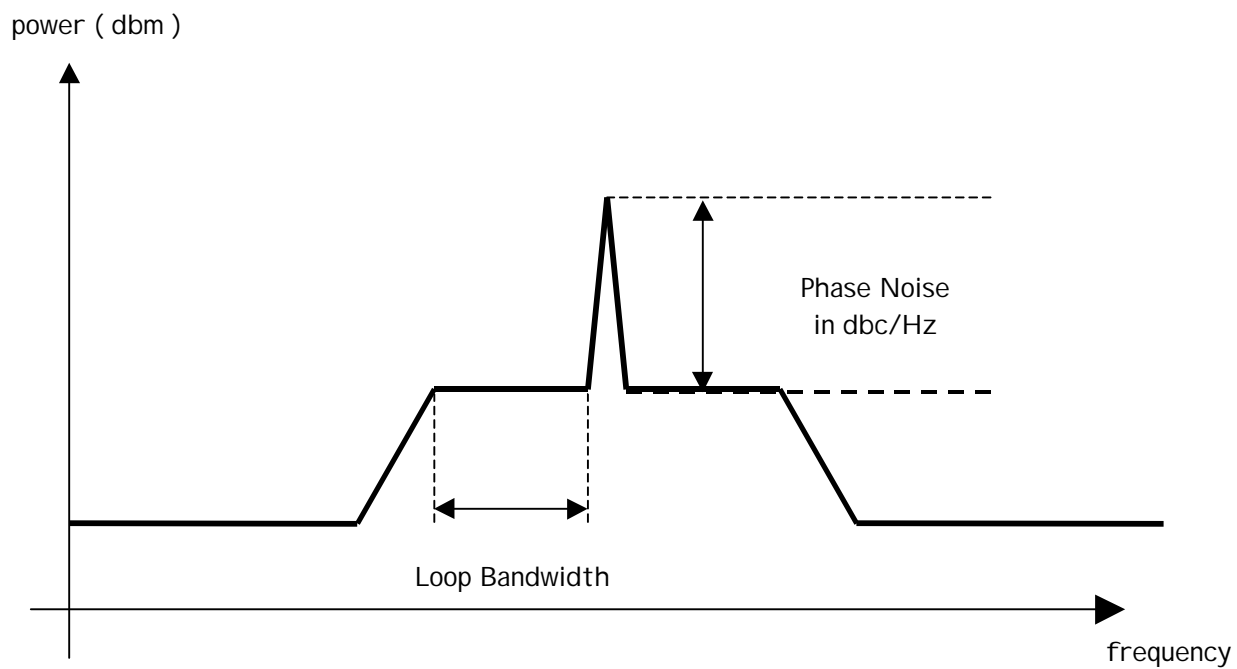 power ( dbm )
Phase Noise
in dbc/Hz
Loop Bandwidth
frequency